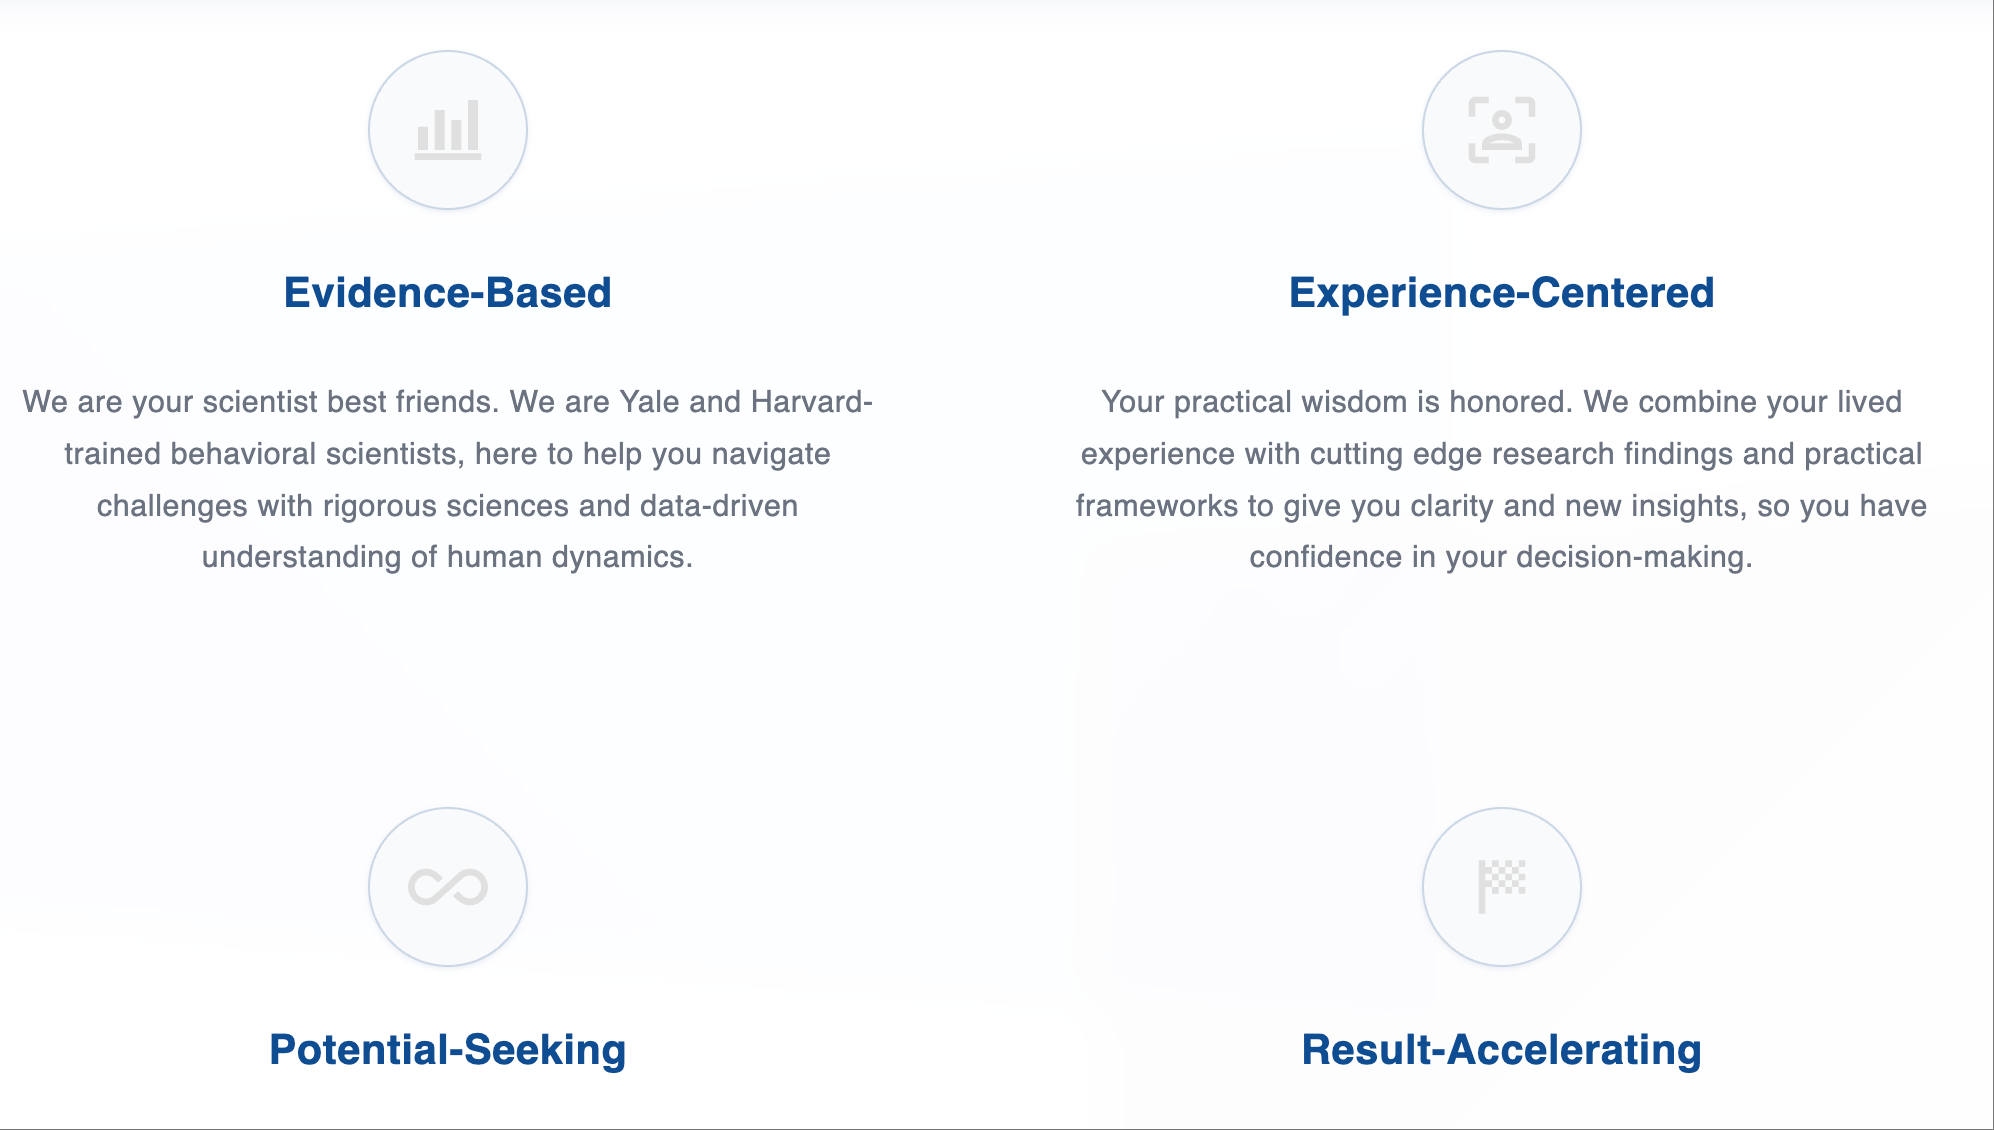 Evidence-Based
We are your scientist best friends. We are Yale and Harvard-
trained behavioral scientists, here to help you navigate
challenges with rigorous sciences and data-driven
understanding of human dynamics.
Experience-Centered
Your practical wisdom is honored. We combine your lived
experience with cutting edge research findings and practical
frameworks to give you clarity and new insights, so you have
confidence in your decision-making.
Potential-Seeking
Result-Accelerating